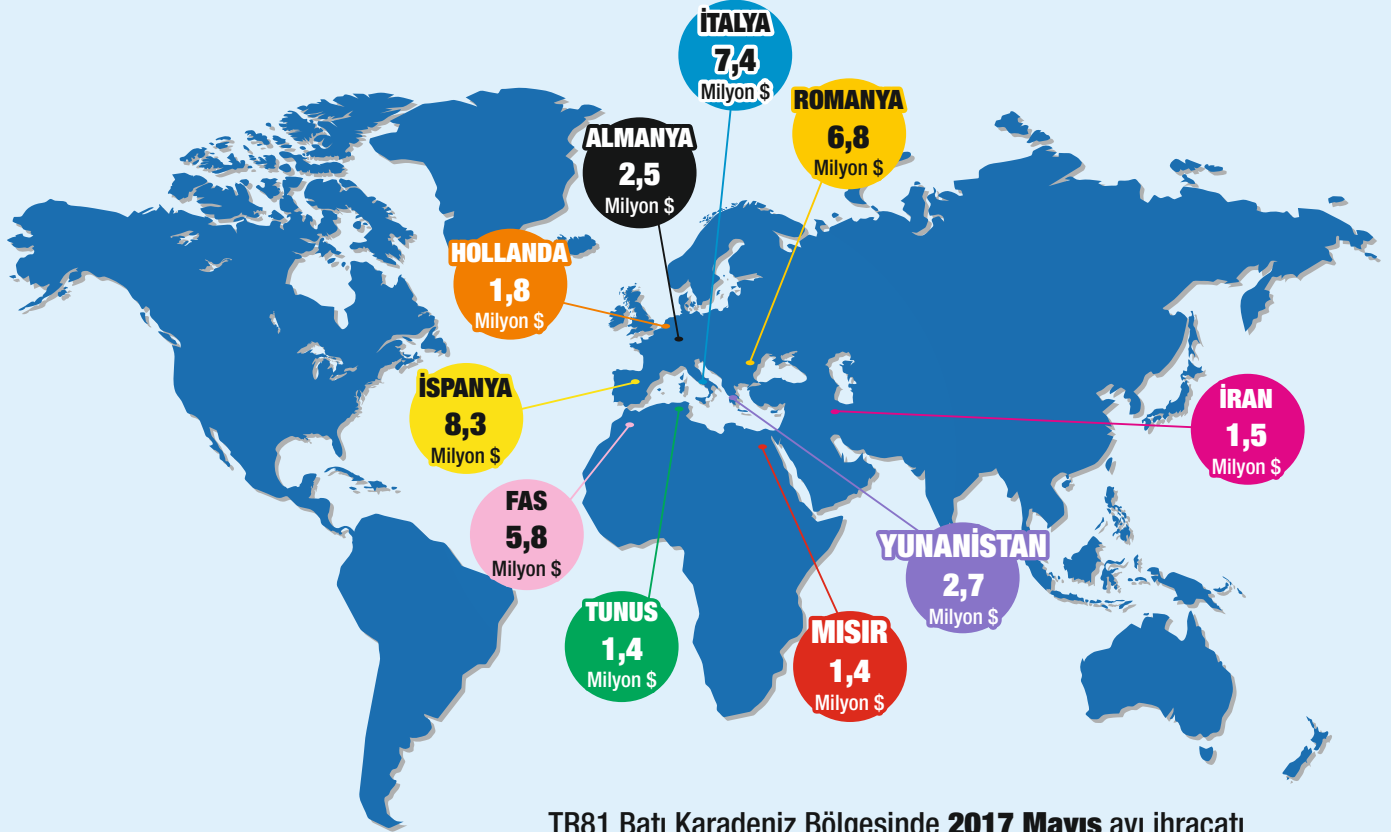 İTALYA
7,4
Milyon $
ROMANYA
6,8
Milyon $
ALMANYA
2,5
Milyon $
HOLLANDA
1,8
Milyon $
İSPANYA
8,3
Milyon $
İRAN
1,5
Milyon $
FAS
5,8
Milyon $
YUNANİSTAN
2,7
Milyon $
TUNUS
1,4
Milyon $
MISIR
1,4
Milyon $
TR81 Batı Karadeniz Bölgesinde 2017 Mayıs ayı ihracatı